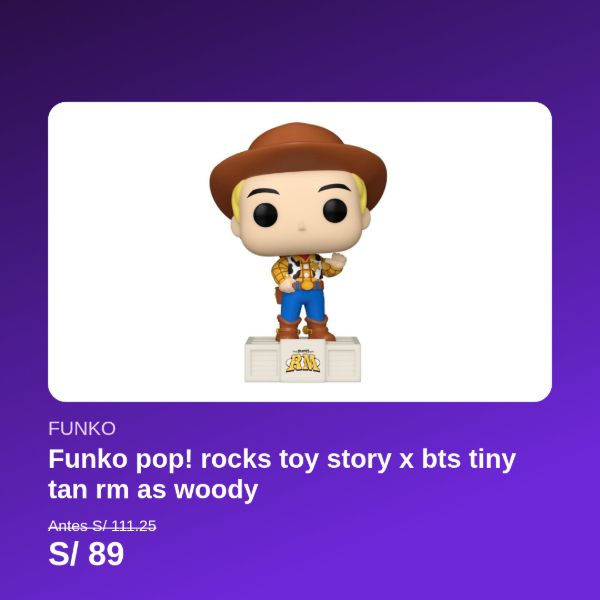 RM
FUNKO
Funko pop! rocks toy story x bts tiny
tan rm as woody
Antes S/ 111.25
S/ 89